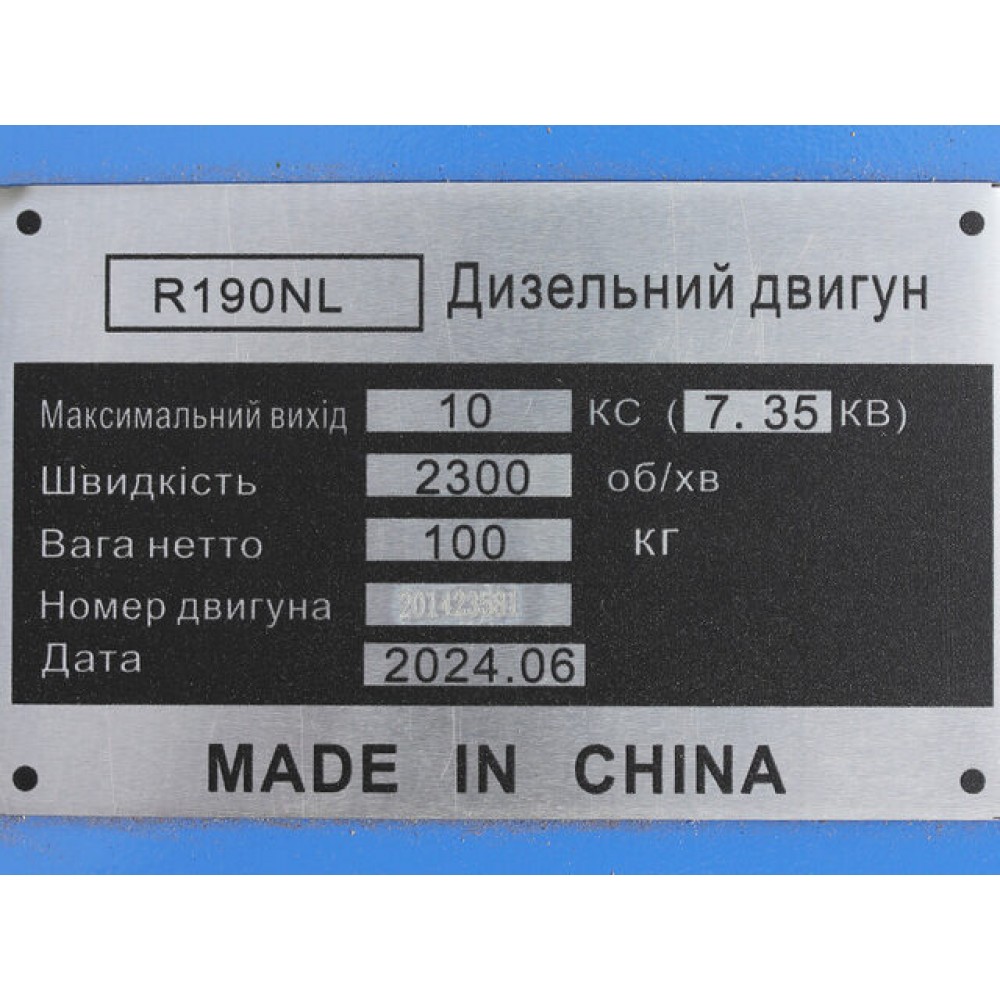 R190NL Дизельний двигун
Максимальний вихід 10 КС ( 7.35 КВ)
Швидкість 2300 об/хв
Вага нетто 100 кг
Номер двигуна 201423581
Дата 2024.06
MADE IN CHINA